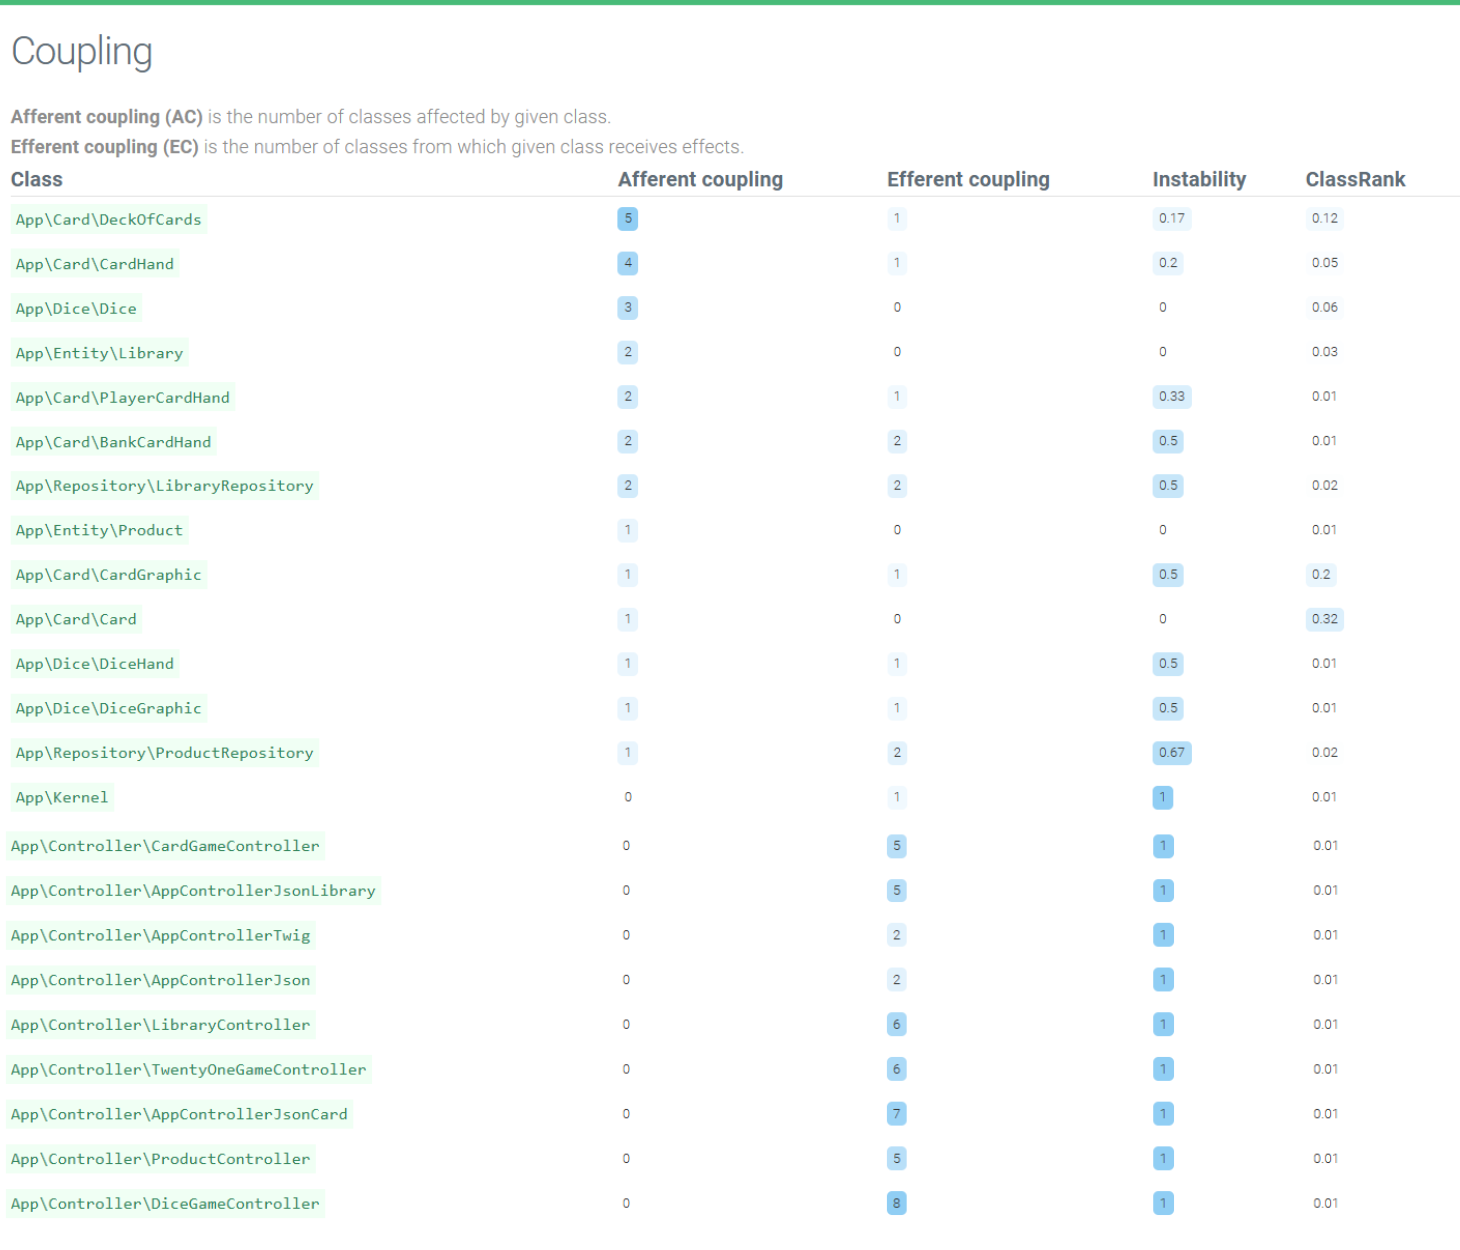 Coupling
Afferent coupling (AC) is the number of classes affected by given class.
Efferent coupling (EC) is the number of classes from which given class receives effects.
Class Afferent coupling Efferent coupling Instability ClassRank
App\Card\DeckOfCards 5 1 0.17 0.12
App\Card\CardHand 4 1 0.2 0.05
App\Dice\Dice 3 0 0 0.06
App\Entity\Library 2 0 0 0.03
App\Card\PlayerCardHand 2 1 0.33 0.01
App\Card\BankCardHand 2 2 0.5 0.01
App\Repository\LibraryRepository 2 2 0.5 0.02
App\Entity\Product 1 0 0 0.01
App\Card\CardGraphic 1 1 0.5 0.2
App\Card\Card 1 0 0 0.32
App\Dice\DiceHand 1 1 0.5 0.01
App\Dice\DiceGraphic 1 1 0.5 0.01
App\Repository\ProductRepository 1 2 0.67 0.02
App\Kernel 0 1 1 0.01
App\Controller\CardGameController 0 5 1 0.01
App\Controller\AppControllerJsonLibrary 0 5 1 0.01
App\Controller\AppControllerTwig 0 2 1 0.01
App\Controller\AppControllerJson 0 2 1 0.01
App\Controller\LibraryController 0 6 1 0.01
App\Controller\TwentyOneGameController 0 6 1 0.01
App\Controller\AppControllerJsonCard 0 7 1 0.01
App\Controller\ProductController 0 5 1 0.01
App\Controller\DiceGameController 0 8 1 0.01